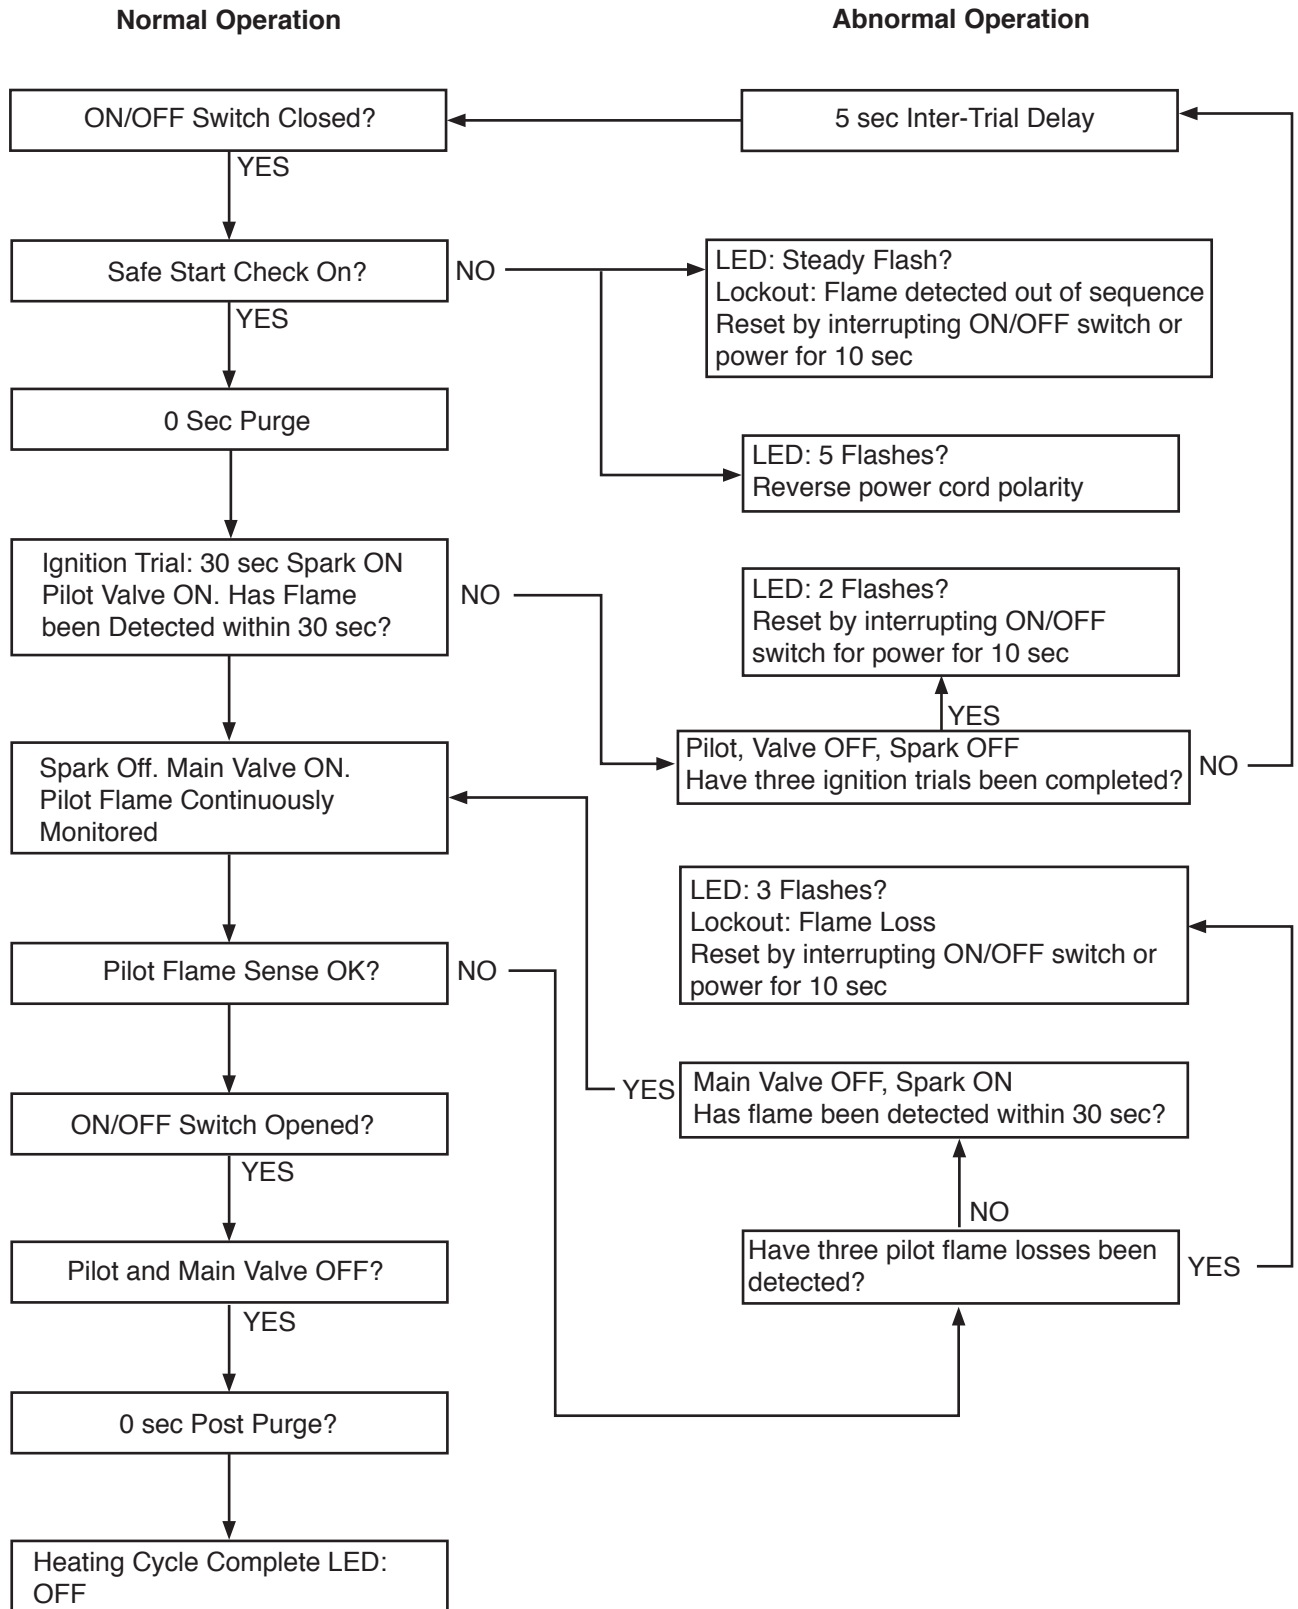 Normal Operation
Abnormal Operation
ON/OFF Switch Closed?
5 sec Inter-Trial Delay
YES
Safe Start Check On?
NO
LED: Steady Flash?
Lockout: Flame detected out of sequence
Reset by interrupting ON/OFF switch or
power for 10 sec
YES
0 Sec Purge
LED: 5 Flashes?
Reverse power cord polarity
Ignition Trial: 30 sec Spark ON
Pilot Valve ON. Has Flame
been Detected within 30 sec?
NO
LED: 2 Flashes?
Reset by interrupting ON/OFF
switch for power for 10 sec
YES
Pilot, Valve OFF, Spark OFF
Have three ignition trials been completed?
NO
Spark Off. Main Valve ON.
Pilot Flame Continuously
Monitored
LED: 3 Flashes?
Lockout: Flame Loss
Reset by interrupting ON/OFF switch or
power for 10 sec
Pilot Flame Sense OK?
NO
YES
Main Valve OFF, Spark ON
Has flame been detected within 30 sec?
ON/OFF Switch Opened?
YES
NO
Have three pilot flame losses been
detected?
YES
Pilot and Main Valve OFF?
YES
0 sec Post Purge?
Heating Cycle Complete LED:
OFF